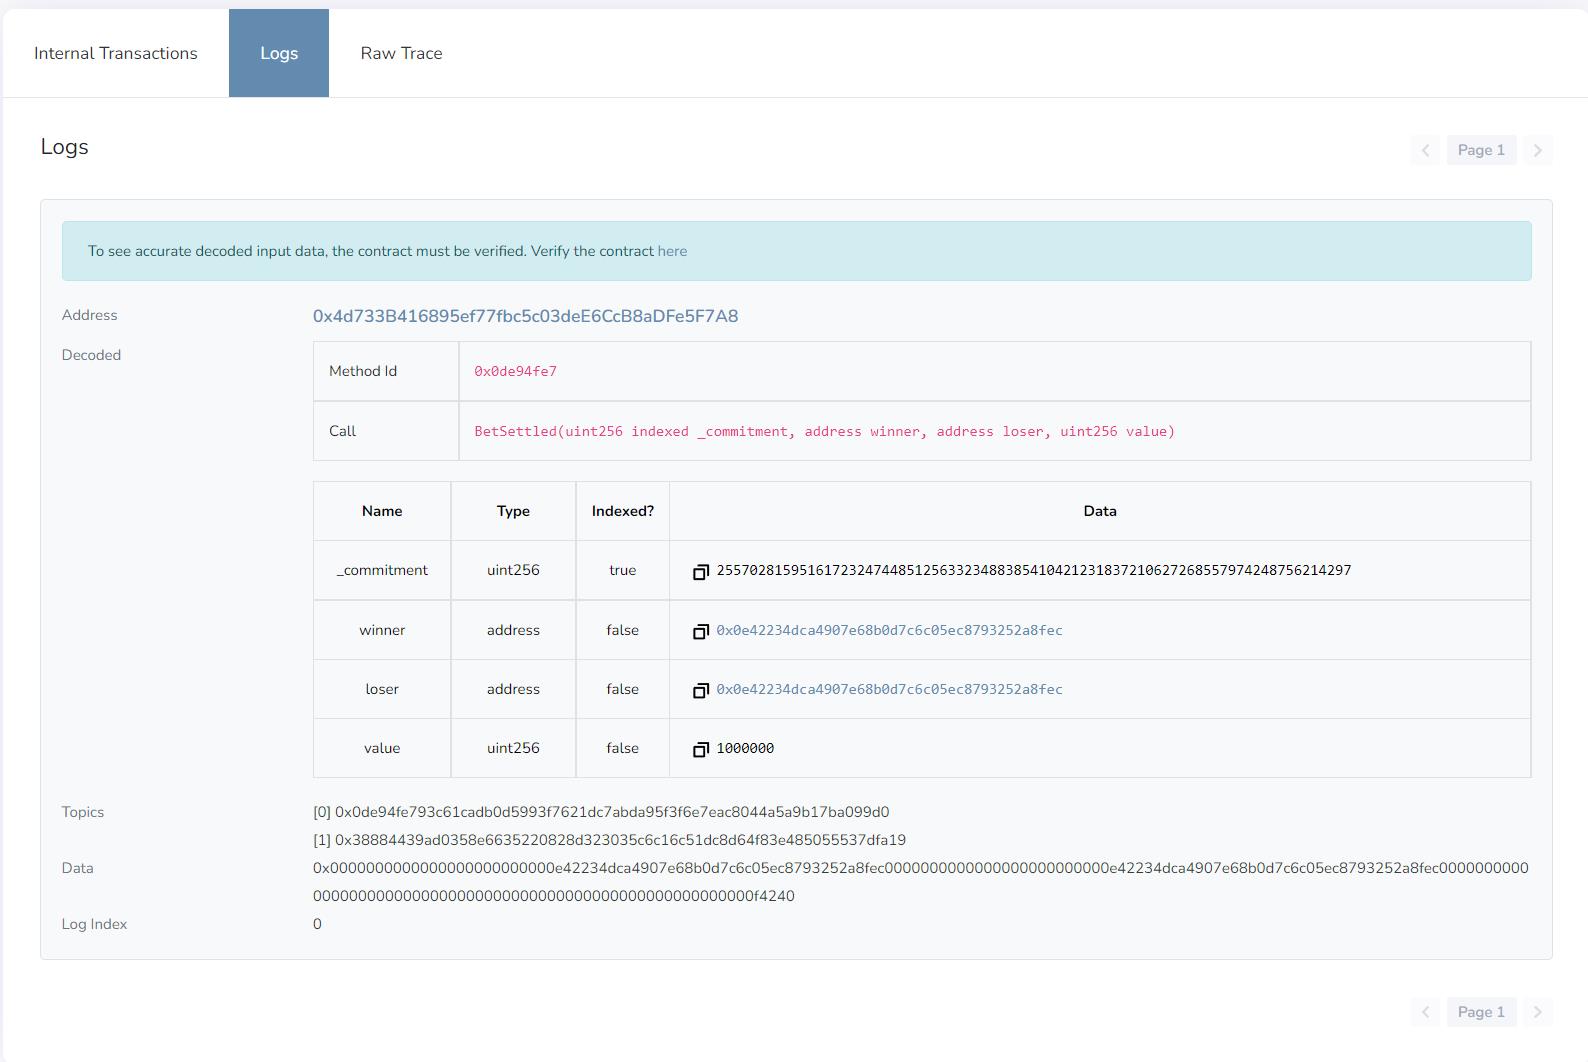 Internal Transactions
Logs
Raw Trace
Logs
Page 1
To see accurate decoded input data, the contract must be verified. Verify the contract here
Address
0x4d733B416895ef77fbc5c03deE6CcB8aDFe5F7A8
Decoded
Method Id
0x0de94fe7
Call
BetSettled(uint256 indexed _commitment, address winner, address loser, uint256 value)
Name Type Indexed? Data
_commitment uint256 true 25570281595161723247448512563323488385410421231837210627268557974248756214297
winner address false 0x0e42234dca4907e68b0d7c6c05ec8793252a8fec
loser address false 0x0e42234dca4907e68b0d7c6c05ec8793252a8fec
value uint256 false 1000000
Topics
[0] 0x0de94fe793c61cadb0d5993f7621dc7abda95f3f6e7eac8044a5a9b17ba099d0
[1] 0x38884439ad0358e6635220828d323035c6c16c51dc8d64f83e485055537dfa19
Data
0x0000000000000000000000000e42234dca4907e68b0d7c6c05ec8793252a8fec0000000000000000000000000e42234dca4907e68b0d7c6c05ec8793252a8fec0000000000
0000000000000000000000000000000000000000000000000f4240
Log Index
0
Page 1